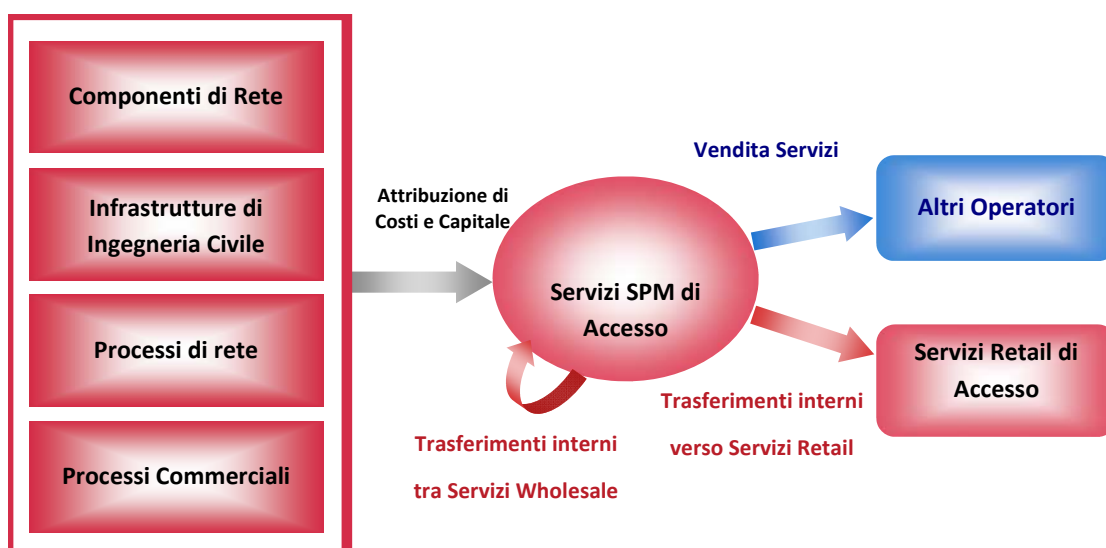 Componenti di Rete
Infrastrutture di
Ingegneria Civile
Processi di rete
Processi Commerciali
Attribuzione di
Costi e Capitale
Servizi SPM di
Accesso
Trasferimenti interni
tra Servizi Wholesale
Vendita Servizi
Altri Operatori
Servizi Retail di
Accesso
Trasferimenti interni
verso Servizi Retail